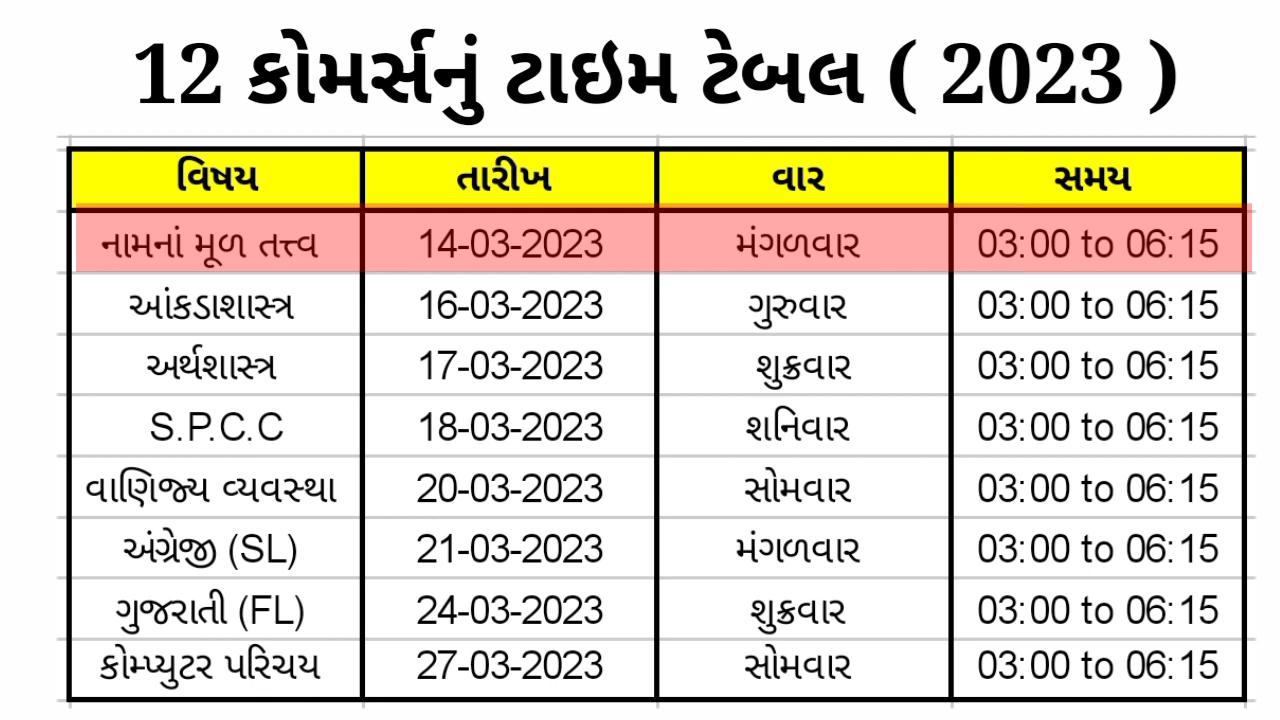 12 કોમર્સનું ટાઇમ ટેબલ ( 2023 )
વિષય તારીખ વાર સમય
નામનાં મૂળ તત્ત્વ 14-03-2023 મંગળવાર 03:00 to 06:15
આંકડાશાસ્ત્ર 16-03-2023 ગુરુવાર 03:00 to 06:15
અર્થશાસ્ત્ર 17-03-2023 શુક્રવાર 03:00 to 06:15
S.P.C.C 18-03-2023 શનિવાર 03:00 to 06:15
વાણિજ્ય વ્યવસ્થા 20-03-2023 સોમવાર 03:00 to 06:15
અંગ્રેજી (SL) 21-03-2023 મંગળવાર 03:00 to 06:15
ગુજરાતી (FL) 24-03-2023 શુક્રવાર 03:00 to 06:15
કોમ્પ્યુટર પરિચય 27-03-2023 સોમવાર 03:00 to 06:15